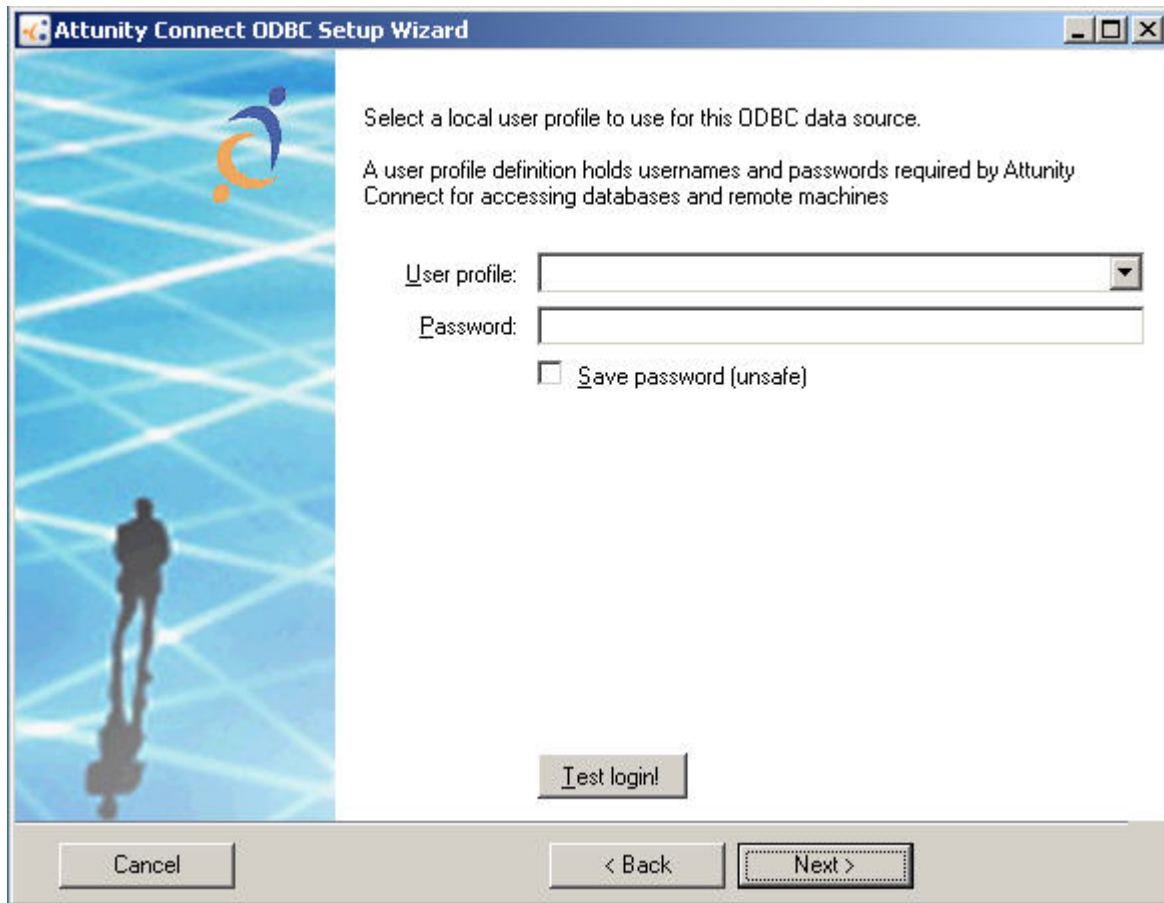 Attunity Connect ODBC Setup Wizard
Select a local user profile to use for this ODBC data source.
A user profile definition holds usernames and passwords required by Attunity
Connect for accessing databases and remote machines
User profile:
Password:
Save password (unsafe)
Test login!
Cancel
< Back
Next >